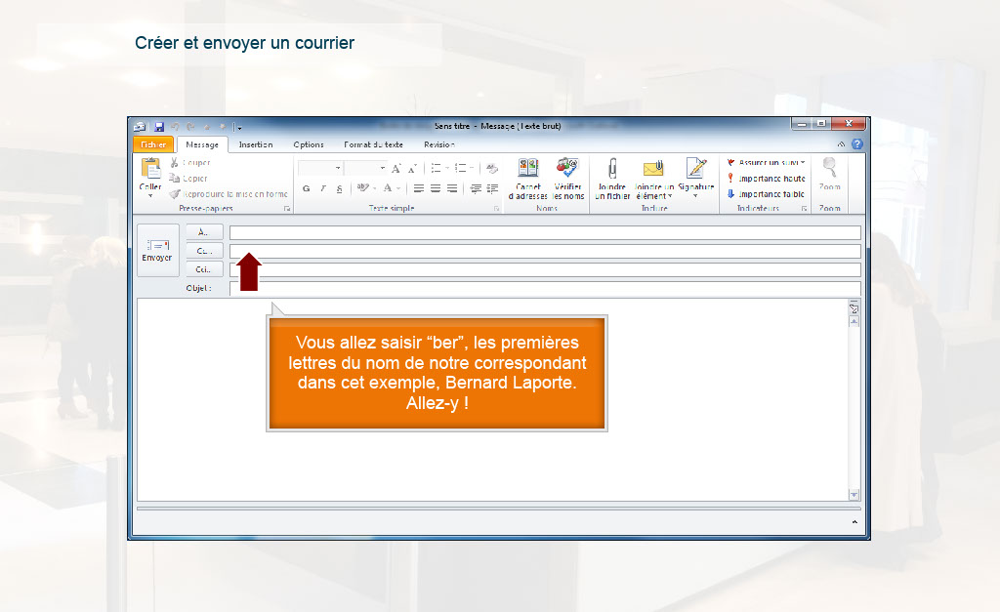 Créer et envoyer un courrier
Sans titre - Message (Texte brut)
Fichier Message Insertion Options Format du texte Révision
Coller
Couper
Copier
Reproduire la mise en forme
Presse-papiers
G I S
Texte simple
Carnet d'adresses
Vérifier les noms
Noms
Joindre un fichier
Joindre un élément
Signature
Inclure
Assurer un suivi
Importance haute
Importance faible
Indicateurs
Zoom
Zoom
Envoyer
À...
Cc...
Cci...
Objet :
Vous allez saisir “ber”, les premières
lettres du nom de notre correspondant
dans cet exemple, Bernard Laporte.
Allez-y !